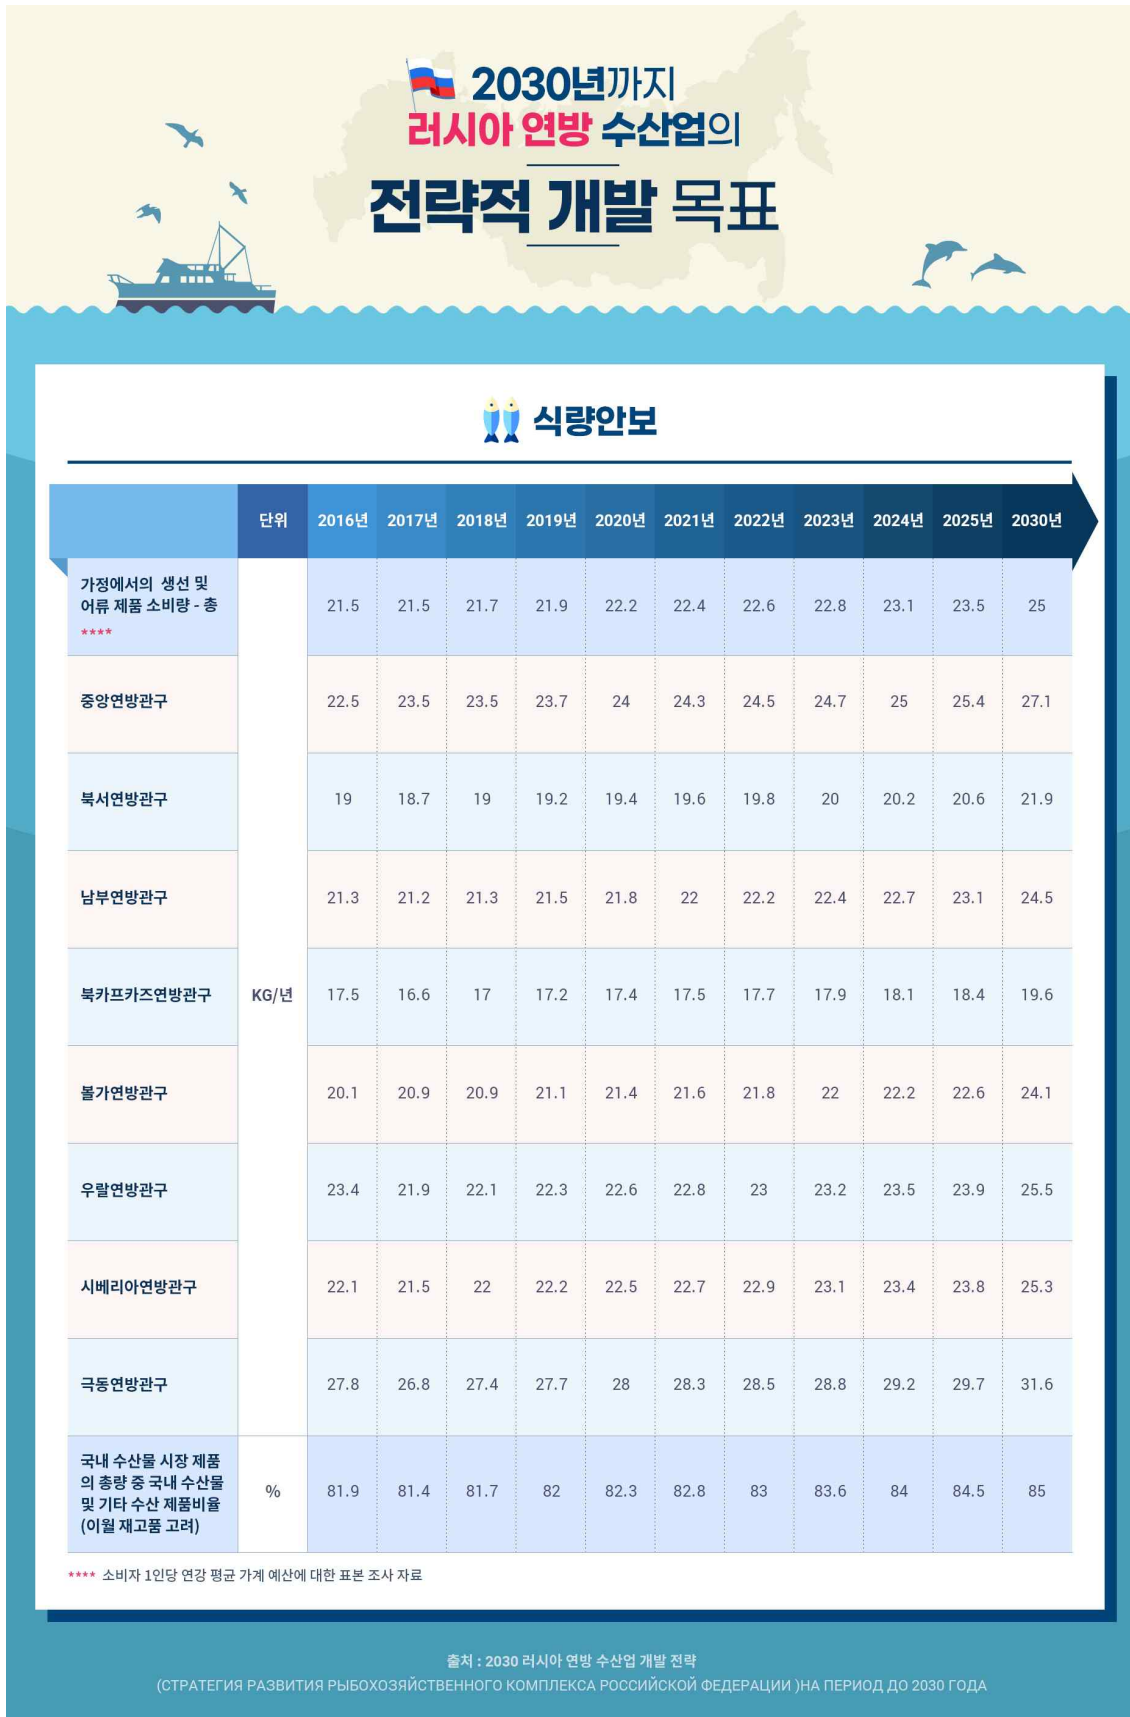 2030년까지
러시아 연방 수산업의
전략적 개발 목표
식량안보
단위 2016년 2017년 2018년 2019년 2020년 2021년 2022년 2023년 2024년 2025년 2030년
가정에서의 생선 및
어류 제품 소비량 - 총
****
21.5 21.5 21.7 21.9 22.2 22.4 22.6 22.8 23.1 23.5 25
중앙연방관구 22.5 23.5 23.5 23.7 24 24.3 24.5 24.7 25 25.4 27.1
북서연방관구 19 18.7 19 19.2 19.4 19.6 19.8 20 20.2 20.6 21.9
남부연방관구 21.3 21.2 21.3 21.5 21.8 22 22.2 22.4 22.7 23.1 24.5
북카프카즈연방관구 KG/년 17.5 16.6 17 17.2 17.4 17.5 17.7 17.9 18.1 18.4 19.6
볼가연방관구 20.1 20.9 20.9 21.1 21.4 21.6 21.8 22 22.2 22.6 24.1
우랄연방관구 23.4 21.9 22.1 22.3 22.6 22.8 23 23.2 23.5 23.9 25.5
시베리아연방관구 22.1 21.5 22 22.2 22.5 22.7 22.9 23.1 23.4 23.8 25.3
극동연방관구 27.8 26.8 27.4 27.7 28 28.3 28.5 28.8 29.2 29.7 31.6
국내 수산물 시장 제품
의 총량 중 국내 수산물
및 기타 수산 제품비율
(이월 재고품 고려)
% 81.9 81.4 81.7 82 82.3 82.8 83 83.6 84 84.5 85
**** 소비자 1인당 연강 평균 가계 예산에 대한 표본 조사 자료
출처 : 2030 러시아 연방 수산업 개발 전략
(СТРАТЕГИЯ РАЗВИТИЯ РЫБОХОЗЯЙСТВЕННОГО КОМПЛЕКСА РОССИЙСКОЙ ФЕДЕРАЦИИ )НА ПЕРИОД ДО 2030 ГОДА